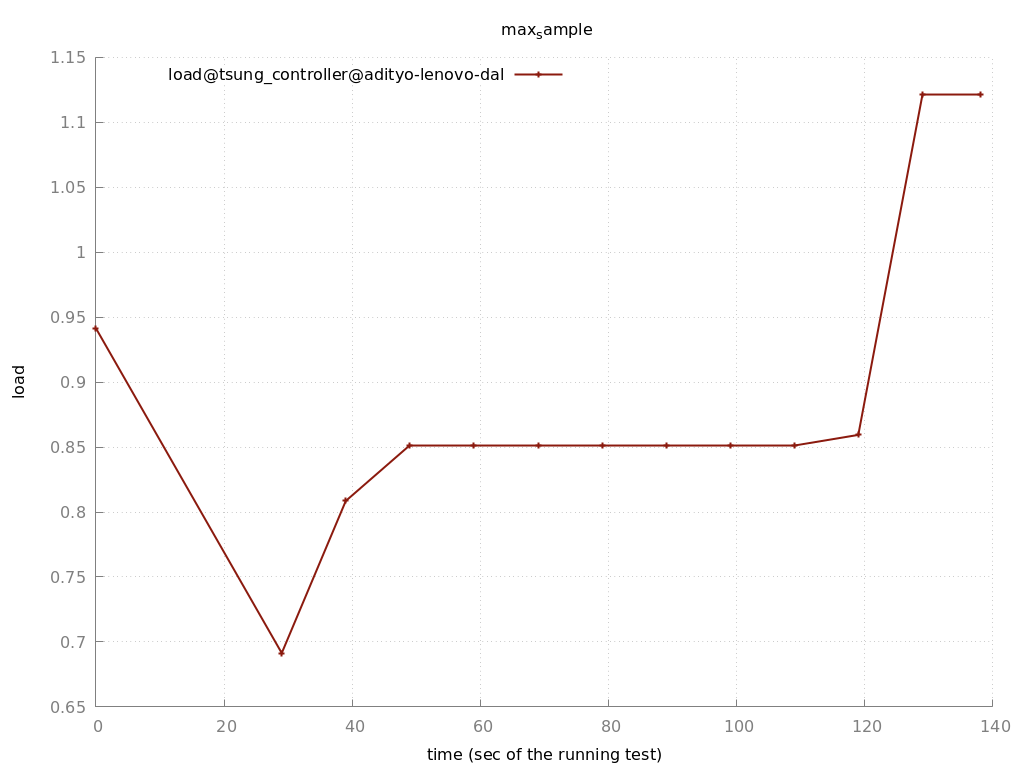 maxsample
load@tsung_controller@adityo-lenovo-dal
1.15
1.1
1.05
1
0.95
0.9
0.85
0.8
0.75
0.7
0.65
load
0 20 40 60 80 100 120 140
time (sec of the running test)